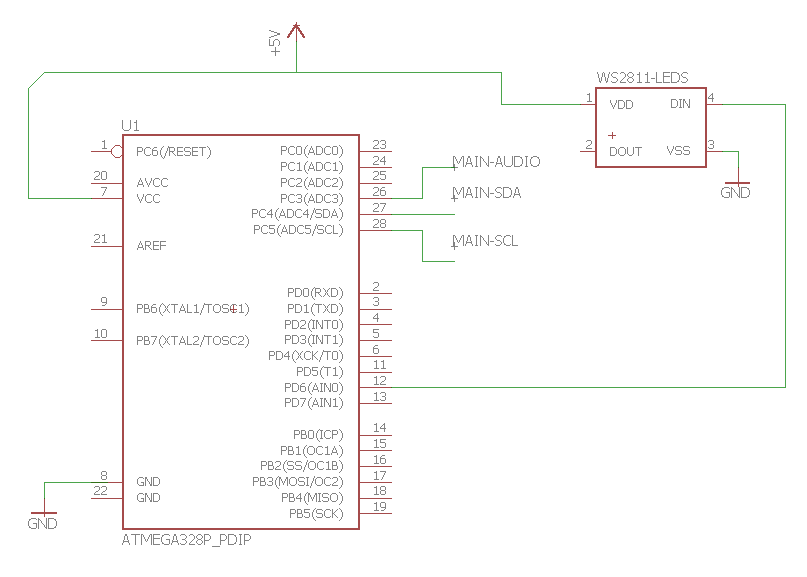 +5V
WS2811-LEDS
1 VDD DIN 4
2 DOUT VSS 3
GND
U1
1 PC6(/RESET)
20 AVCC
7 VCC
21 AREF
9 PB6(XTAL1/TOSC1)
10 PB7(XTAL2/TOSC2)
8 GND
22 GND
GND
PC0(ADC0) 23
PC1(ADC1) 24
PC2(ADC2) 25
PC3(ADC3) 26
PC4(ADC4/SDA) 27
PC5(ADC5/SCL) 28
MAIN-AUDIO
MAIN-SDA
MAIN-SCL
PD0(RXD) 2
PD1(TXD) 3
PD2(INT0) 4
PD3(INT1) 5
PD4(XCK/T0) 6
PD5(T1) 11
PD6(AIN0) 12
PD7(AIN1) 13
PB0(ICP) 14
PB1(OC1A) 15
PB2(SS/OC1B) 16
PB3(MOSI/OC2) 17
PB4(MISO) 18
PB5(SCK) 19
ATMEGA328P_PDIP